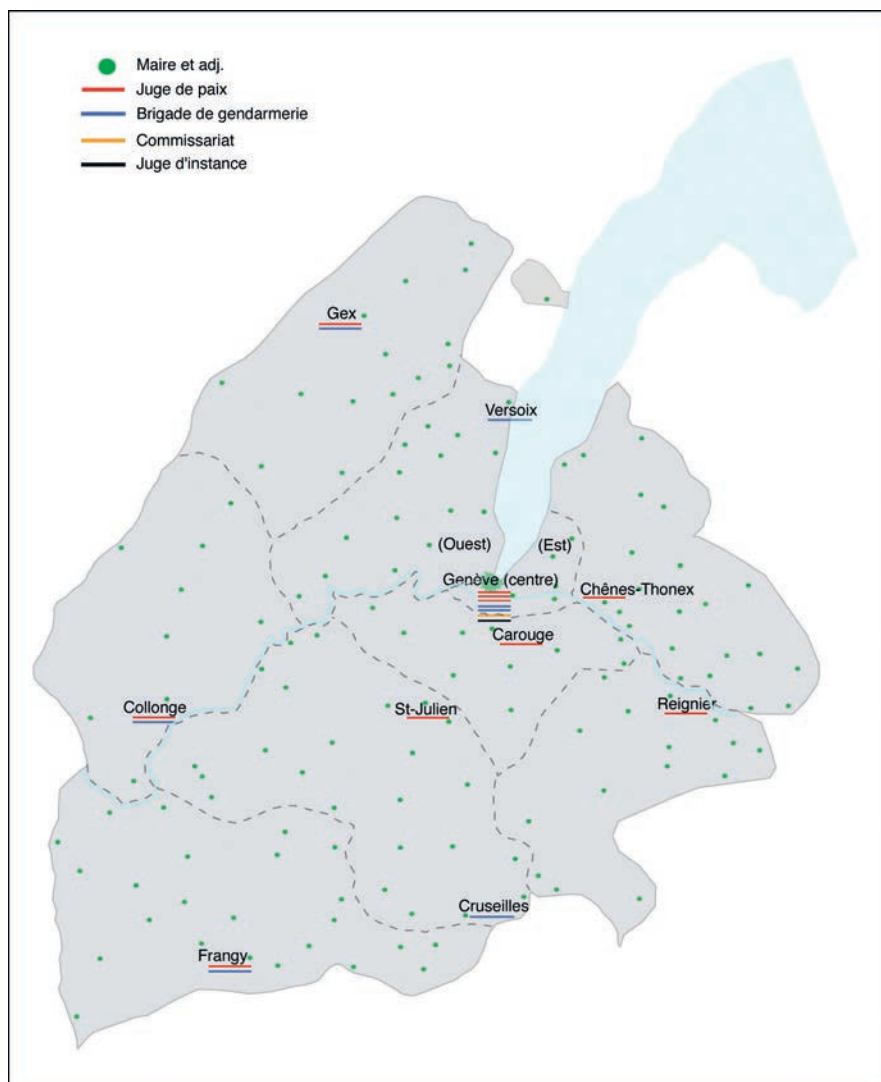 Maire et adj.
Juge de paix
Brigade de gendarmerie
Commissariat
Juge d'instance
Gex
Versoix
(Ouest)
(Est)
Genève (centre)
Chênes-Thonex
Carouge
Collonge
St-Julien
Reignier
Cruseilles
Frangy